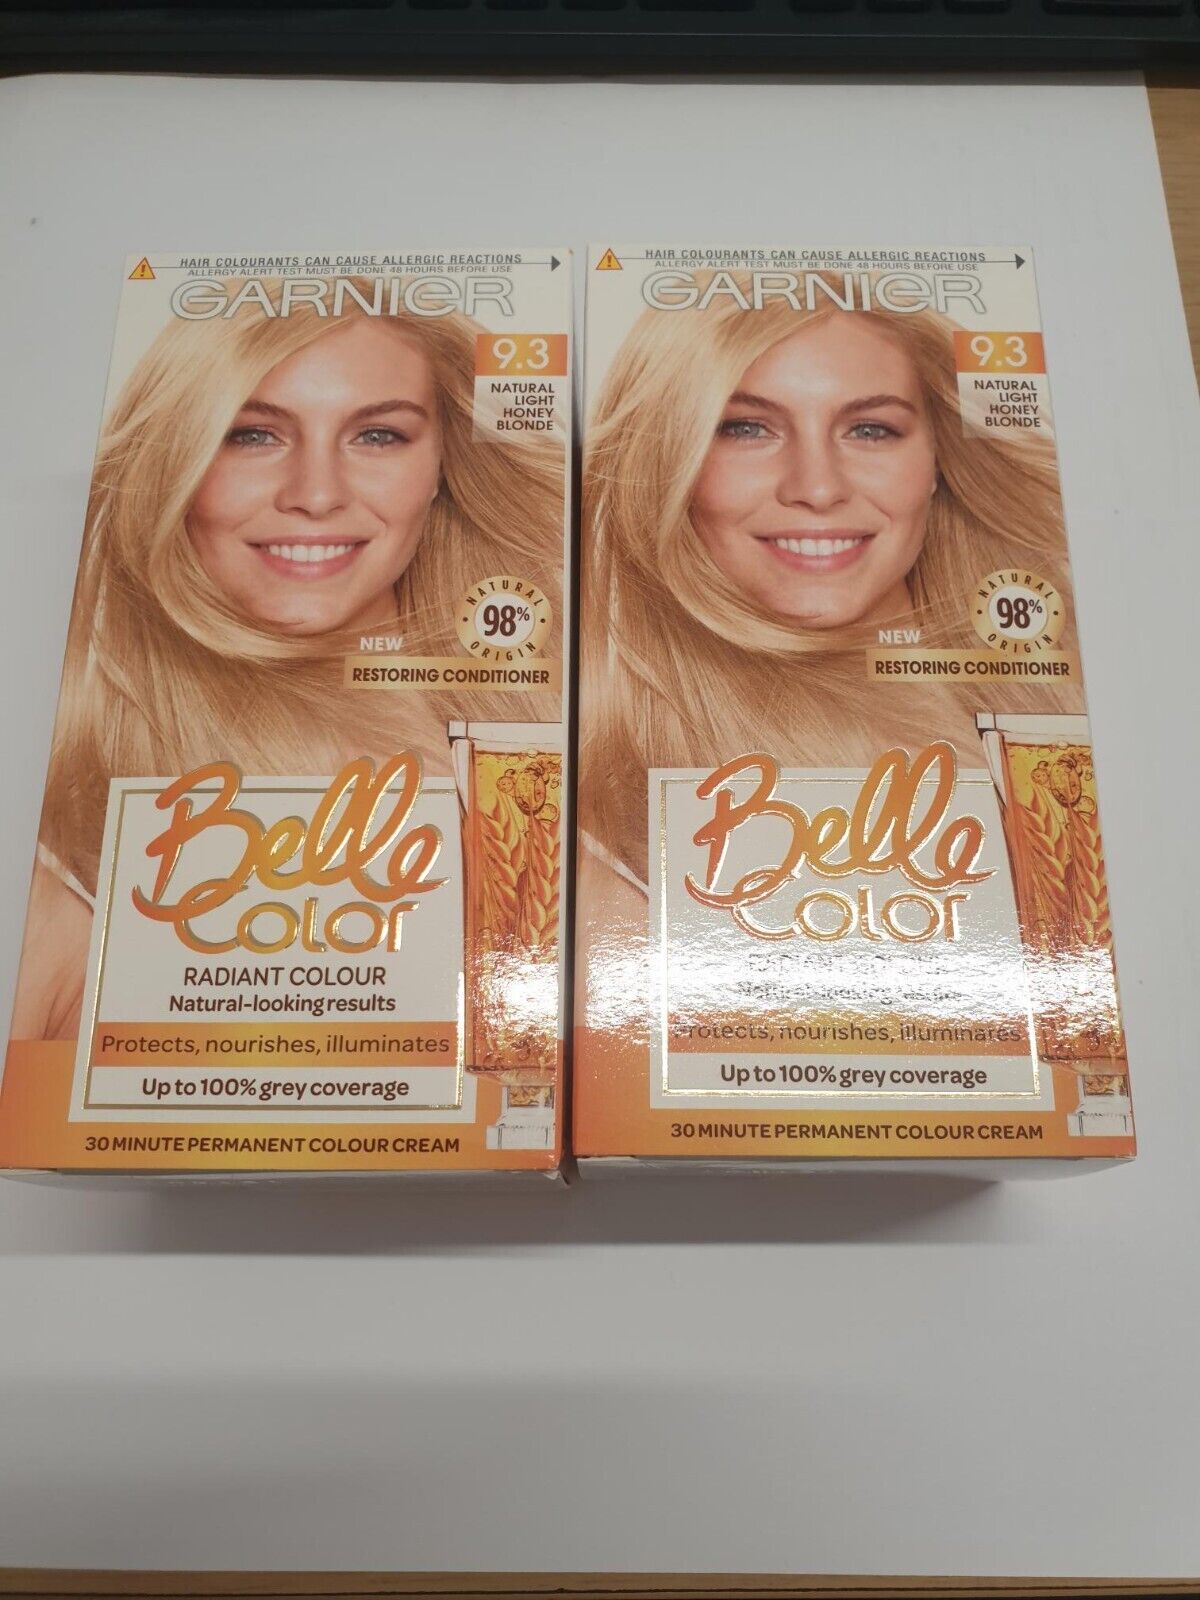 HAIR COLOURANTS CAN CAUSE ALLERGIC REACTIONS
ALLERGY ALERT TEST MUST BE DONE 48 HOURS BEFORE USE
GARNIER
9.3
NATURAL
LIGHT
HONEY
BLONDE
NATURAL
98%
ORIGIN
NEW
RESTORING CONDITIONER
Belle
Color
RADIANT COLOUR
Natural-looking results
Protects, nourishes, illuminates
Up to 100% grey coverage
30 MINUTE PERMANENT COLOUR CREAM
HAIR COLOURANTS CAN CAUSE ALLERGIC REACTIONS
ALLERGY ALERT TEST MUST BE DONE 48 HOURS BEFORE USE
GARNIER
9.3
NATURAL
LIGHT
HONEY
BLONDE
NATURAL
98%
ORIGIN
NEW
RESTORING CONDITIONER
Belle
Color
Natural-looking results
Protects, nourishes, illuminates
Up to 100% grey coverage
30 MINUTE PERMANENT COLOUR CREAM